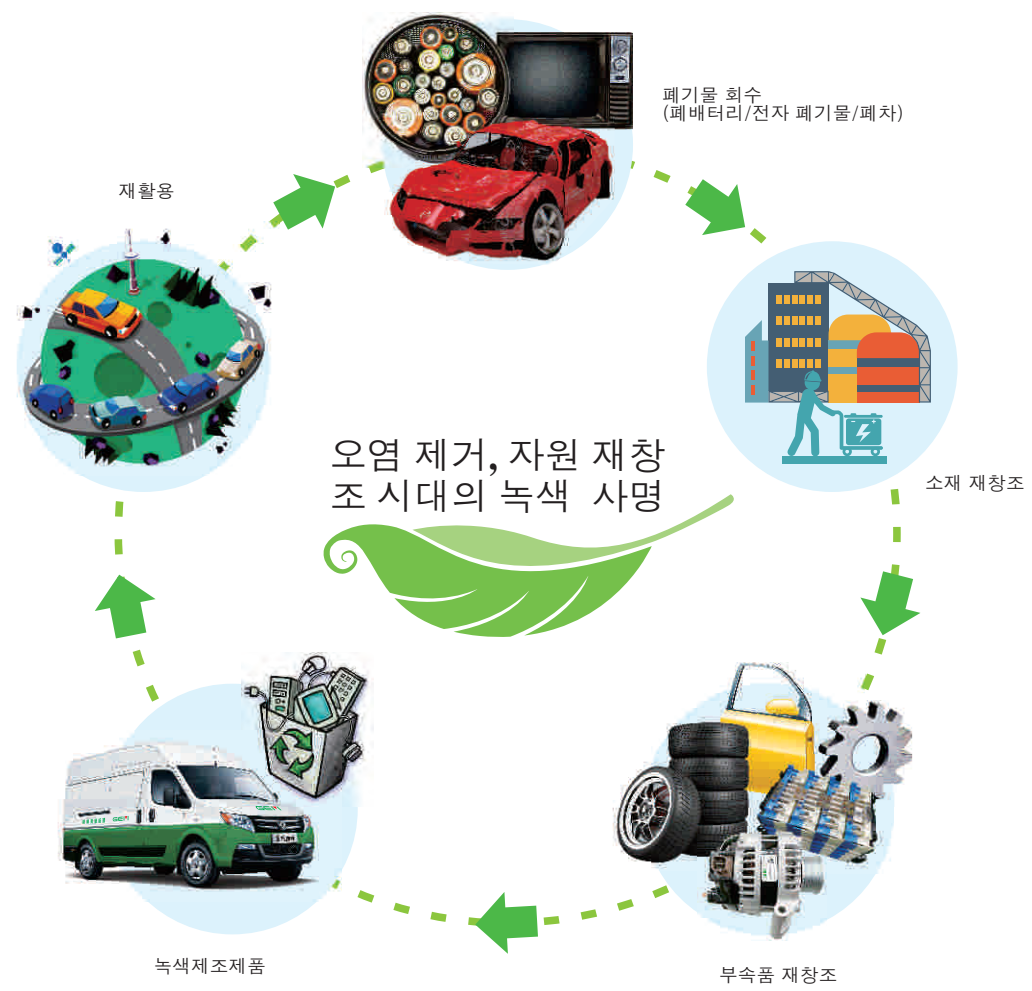 폐기물 회수
(폐배터리/전자 폐기물/폐차)
재활용
소재 재창조
오염 제거, 자원 재창
조 시대의 녹색 사명
녹색제조제품
부속품 재창조